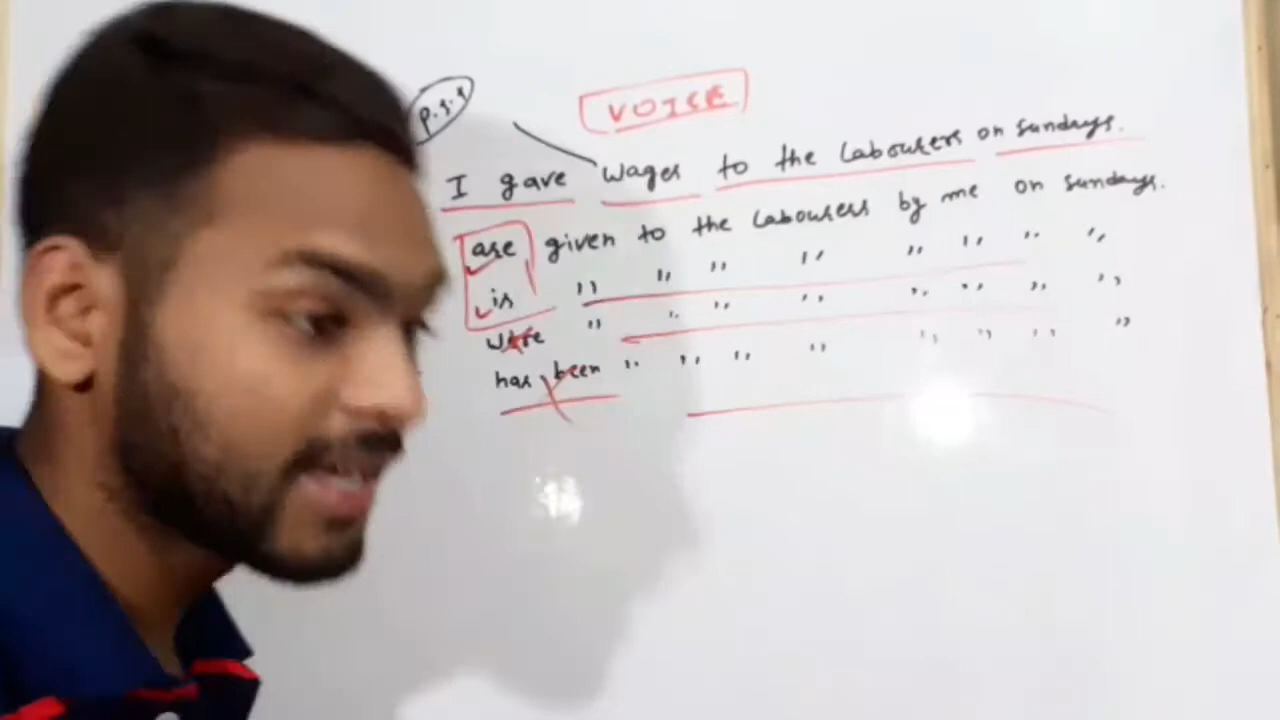 VOICE
I gave wages to the Labourers on sundays.
are given to the Labourers by me on sundays.
is " " " " " " " "
were " " " " " " " "
has been " " " " " " " "